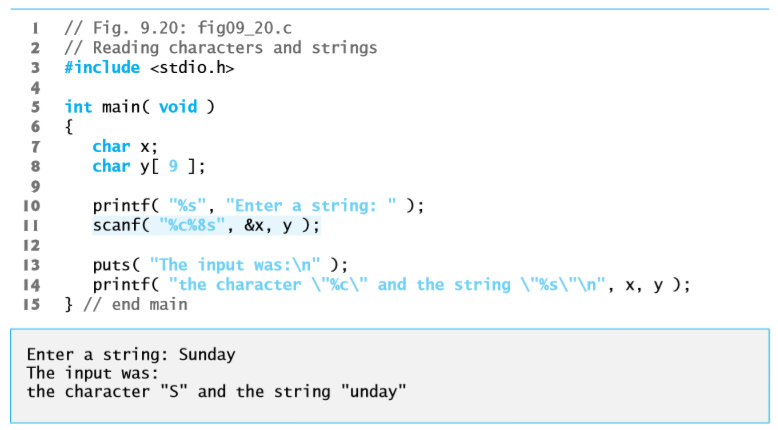 1 // Fig. 9.20: fig09_20.c
2 // Reading characters and strings
3 #include <stdio.h>
4
5 int main( void )
6 {
7 char x;
8 char y[ 9 ];
9
10 printf( "%s", "Enter a string: " );
11 scanf( "%c%8s", &x, y );
12
13 puts( "The input was:\n" );
14 printf( "the character \"%c\" and the string \"%s\"\n", x, y );
15 } // end main
Enter a string: Sunday
The input was:
the character "S" and the string "unday"